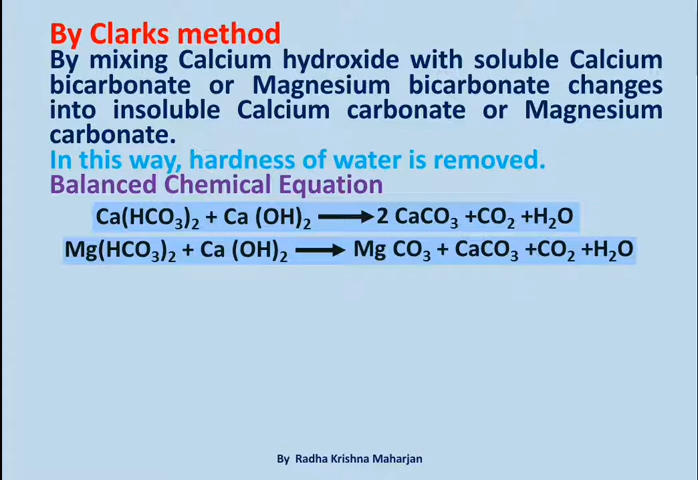 By Clarks method
By mixing Calcium hydroxide with soluble Calcium
bicarbonate or Magnesium bicarbonate changes
into insoluble Calcium carbonate or Magnesium
carbonate.
In this way, hardness of water is removed.
Balanced Chemical Equation
Ca(HCO₃)₂ + Ca (OH)₂ ⟶ 2 CaCO₃ +CO₂ +H₂O
Mg(HCO₃)₂ + Ca (OH)₂ ⟶ Mg CO₃ + CaCO₃ +CO₂ +H₂O
By Radha Krishna Maharjan